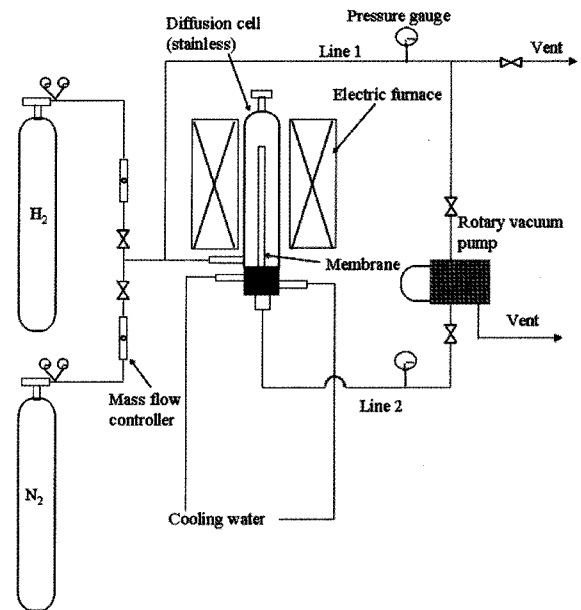 Pressure gauge
Diffusion cell
(stainless)
Line 1
Vent
Electric furnace
H2
Rotary vacuum
pump
Membrane
Vent
Mass flow
controller
Line 2
N2
Cooling water